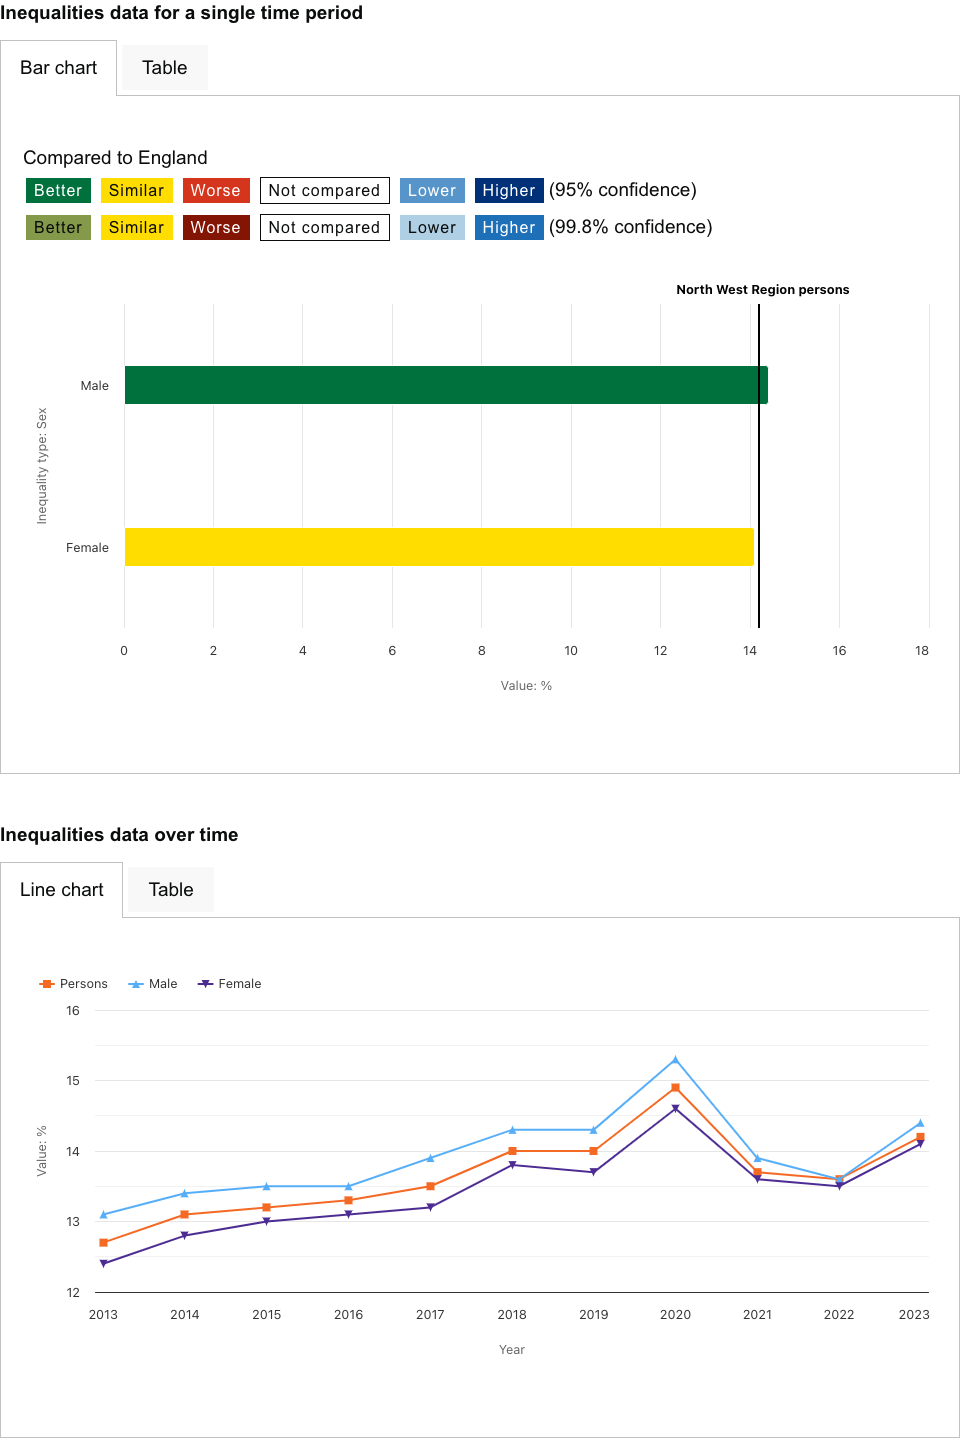 Inequalities data for a single time period
Bar chart
Table
Compared to England
Better Similar Worse Not compared Lower Higher (95% confidence)
Better Similar Worse Not compared Lower Higher (99.8% confidence)
North West Region persons
Male
Inequality type: Sex
Female
0 2 4 6 8 10 12 14 16 18
Value: %
Inequalities data over time
Line chart
Table
Persons Male Female
16
15
14
Value: %
13
12
2013 2014 2015 2016 2017 2018 2019 2020 2021 2022 2023
Year